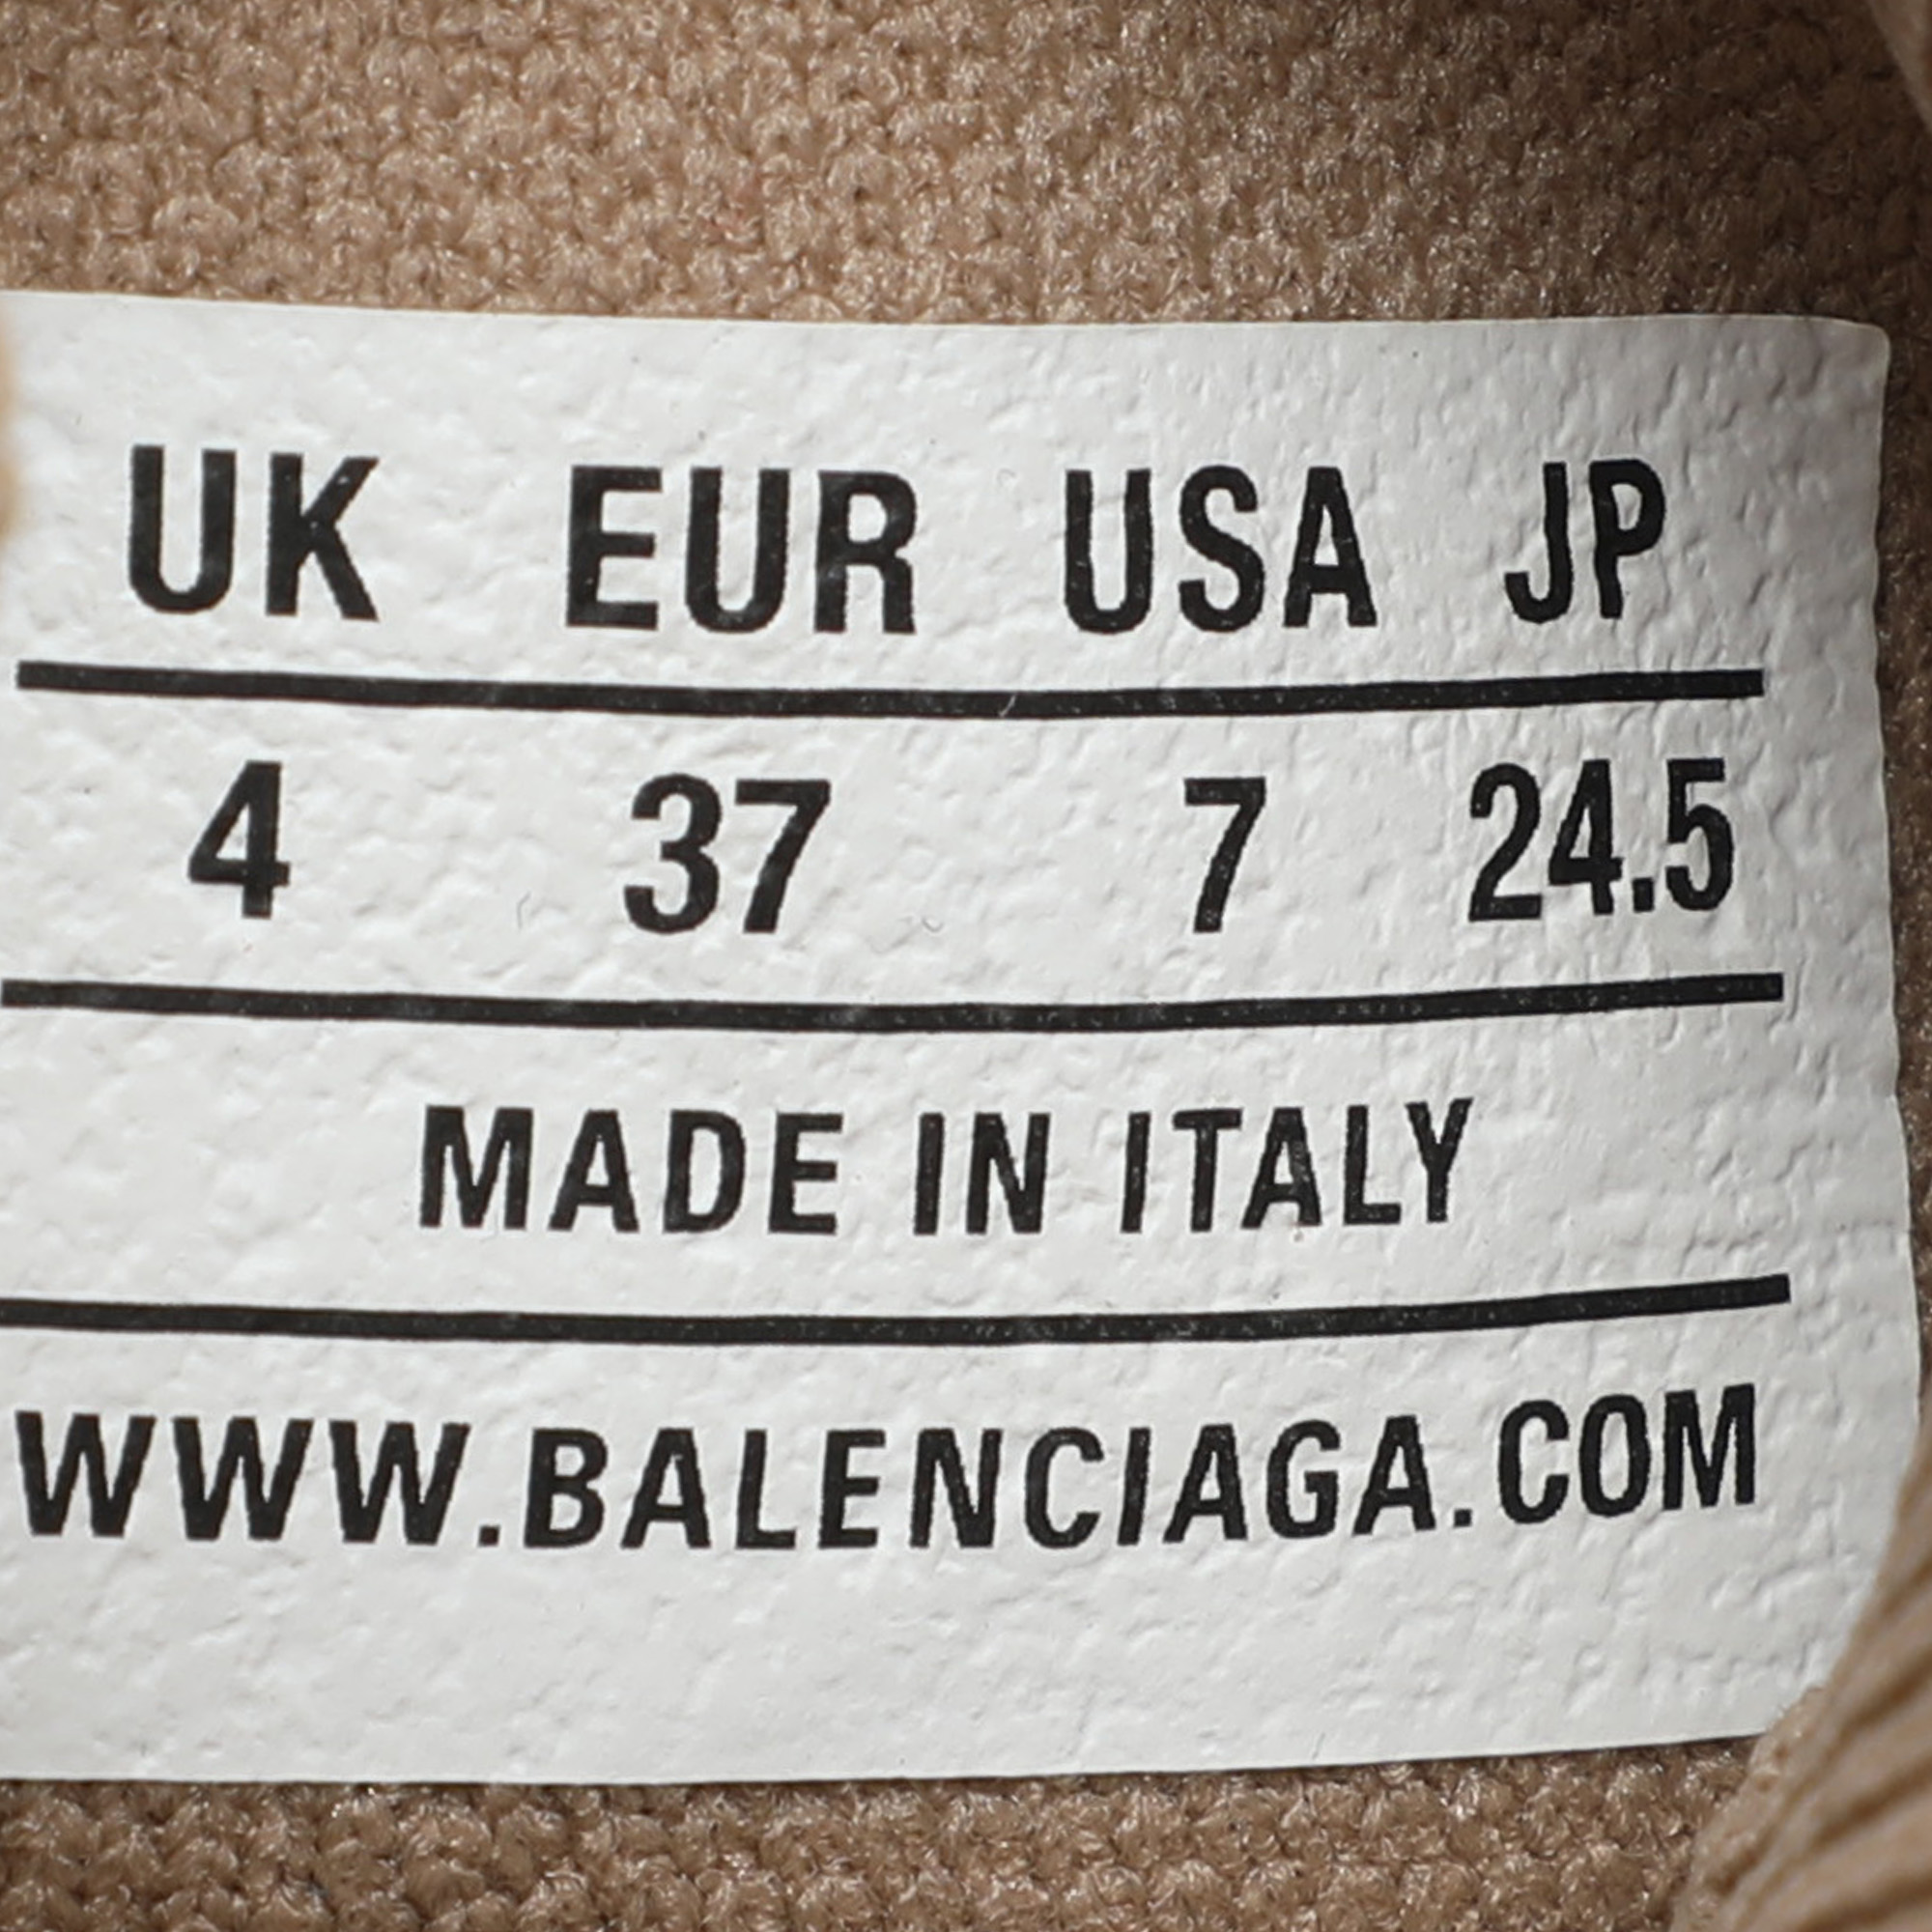 UK EUR USA JP
4 37 7 24.5
MADE IN ITALY
WWW.BALENCIAGA.COM